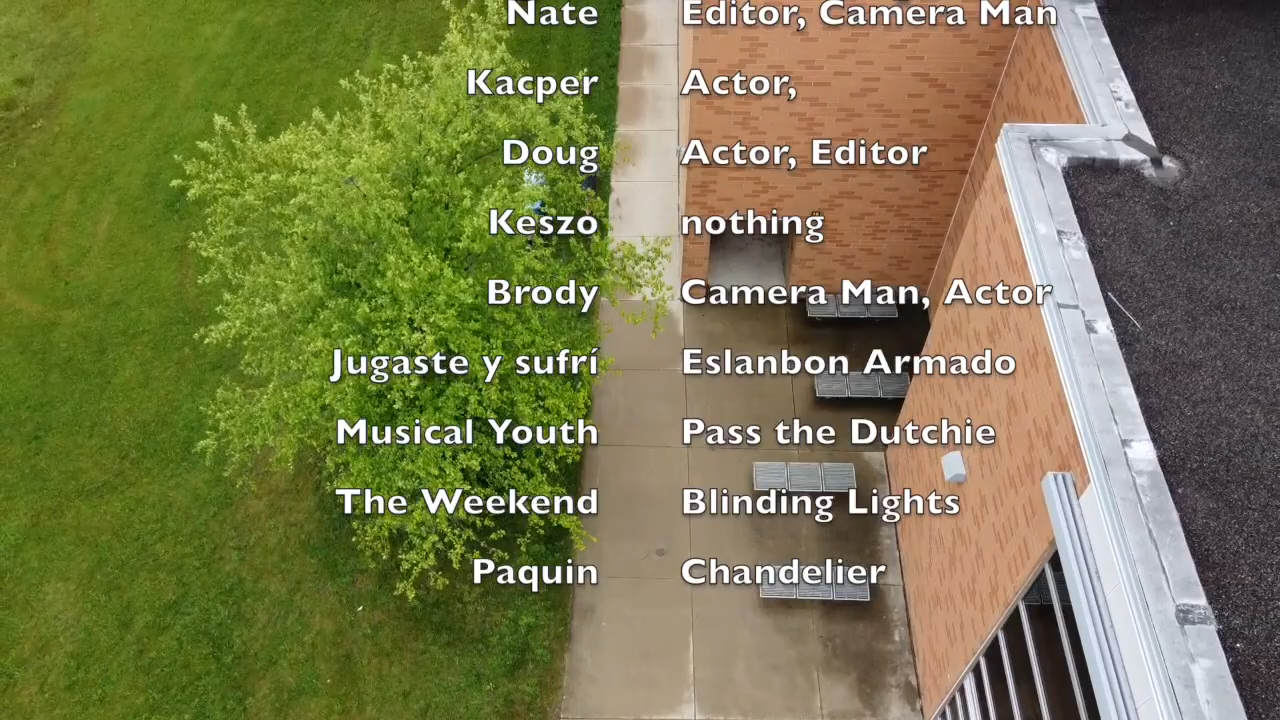 Nate Editor, Camera Man
Kacper Actor,
Doug Actor, Editor
Keszo nothing
Brody Camera Man, Actor
Jugaste y sufrí Eslanbon Armado
Musical Youth Pass the Dutchie
The Weekend Blinding Lights
Paquin Chandelier